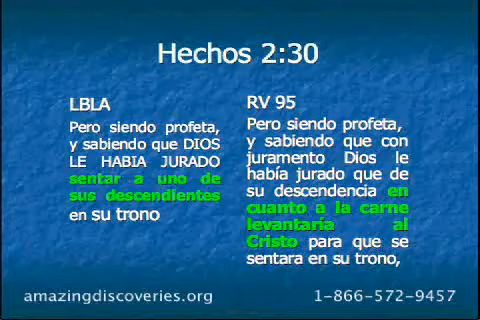 Hechos 2:30
LBLA
Pero siendo profeta,
y sabiendo que DIOS
LE HABIA JURADO
sentar a uno de
sus descendientes
en su trono
RV 95
Pero siendo profeta,
y sabiendo que con
juramento Dios le
había jurado que de
su descendencia en
cuanto a la carne
levantaría al
Cristo para que se
sentara en su trono,
amazingdiscoveries.org
1-866-572-9457